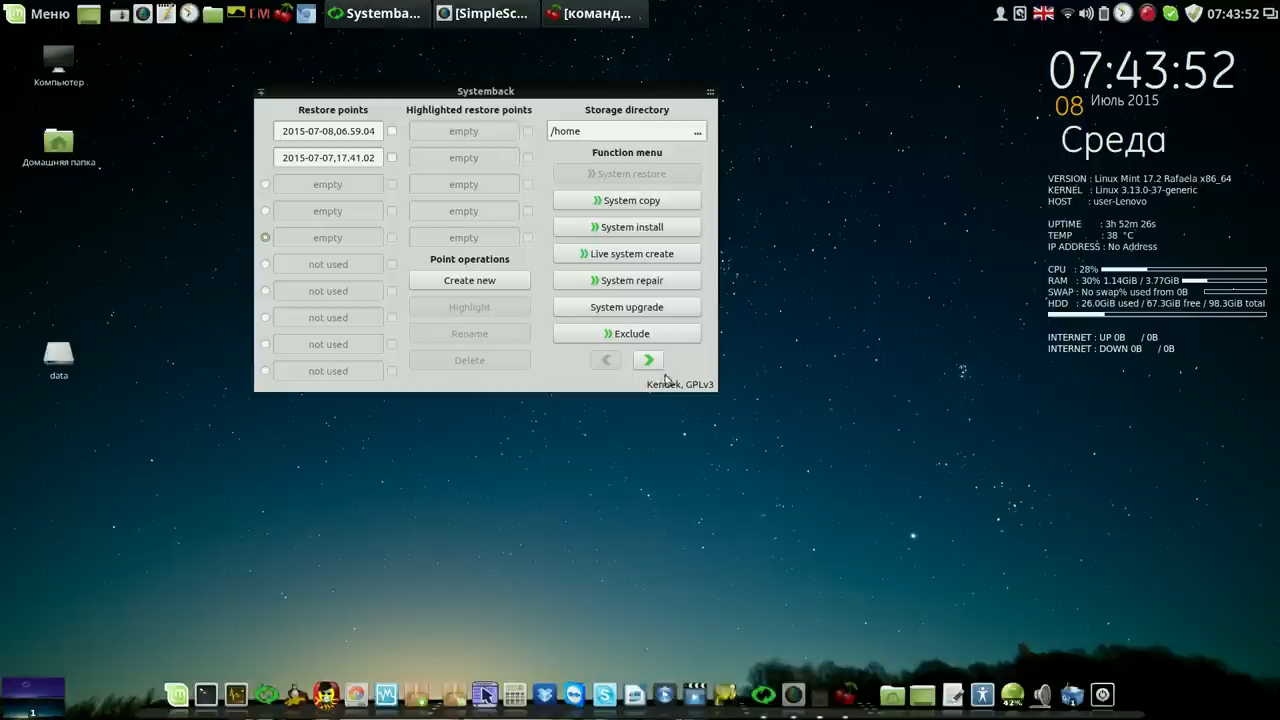 Меню
Systemba...
[SimpleSc...
[команд...
07:43:52
Компьютер
Домашняя папка
data
Systemback
Restore points
Highlighted restore points
Storage directory
2015-07-08,06.59.04
empty
/home
...
2015-07-07,17.41.02
empty
Function menu
empty
empty
System restore
empty
empty
System copy
empty
empty
System install
not used
Point operations
Live system create
not used
Create new
System repair
not used
Highlight
System upgrade
not used
Rename
Exclude
not used
Delete
Kendek, GPLv3
07:43:52
08 Июль 2015
Среда
VERSION : Linux Mint 17.2 Rafaela x86_64
KERNEL : Linux 3.13.0-37-generic
HOST : user-Lenovo
UPTIME : 3h 52m 26s
TEMP : 38 °C
IP ADDRESS : No Address
CPU : 28%
RAM : 30% 1.14GiB / 3.77GiB
SWAP : No swap% used from 0B
HDD : 26.0GiB used / 67.3GiB free / 98.3GiB total
INTERNET : UP 0B / 0B
INTERNET : DOWN 0B / 0B
1
42%